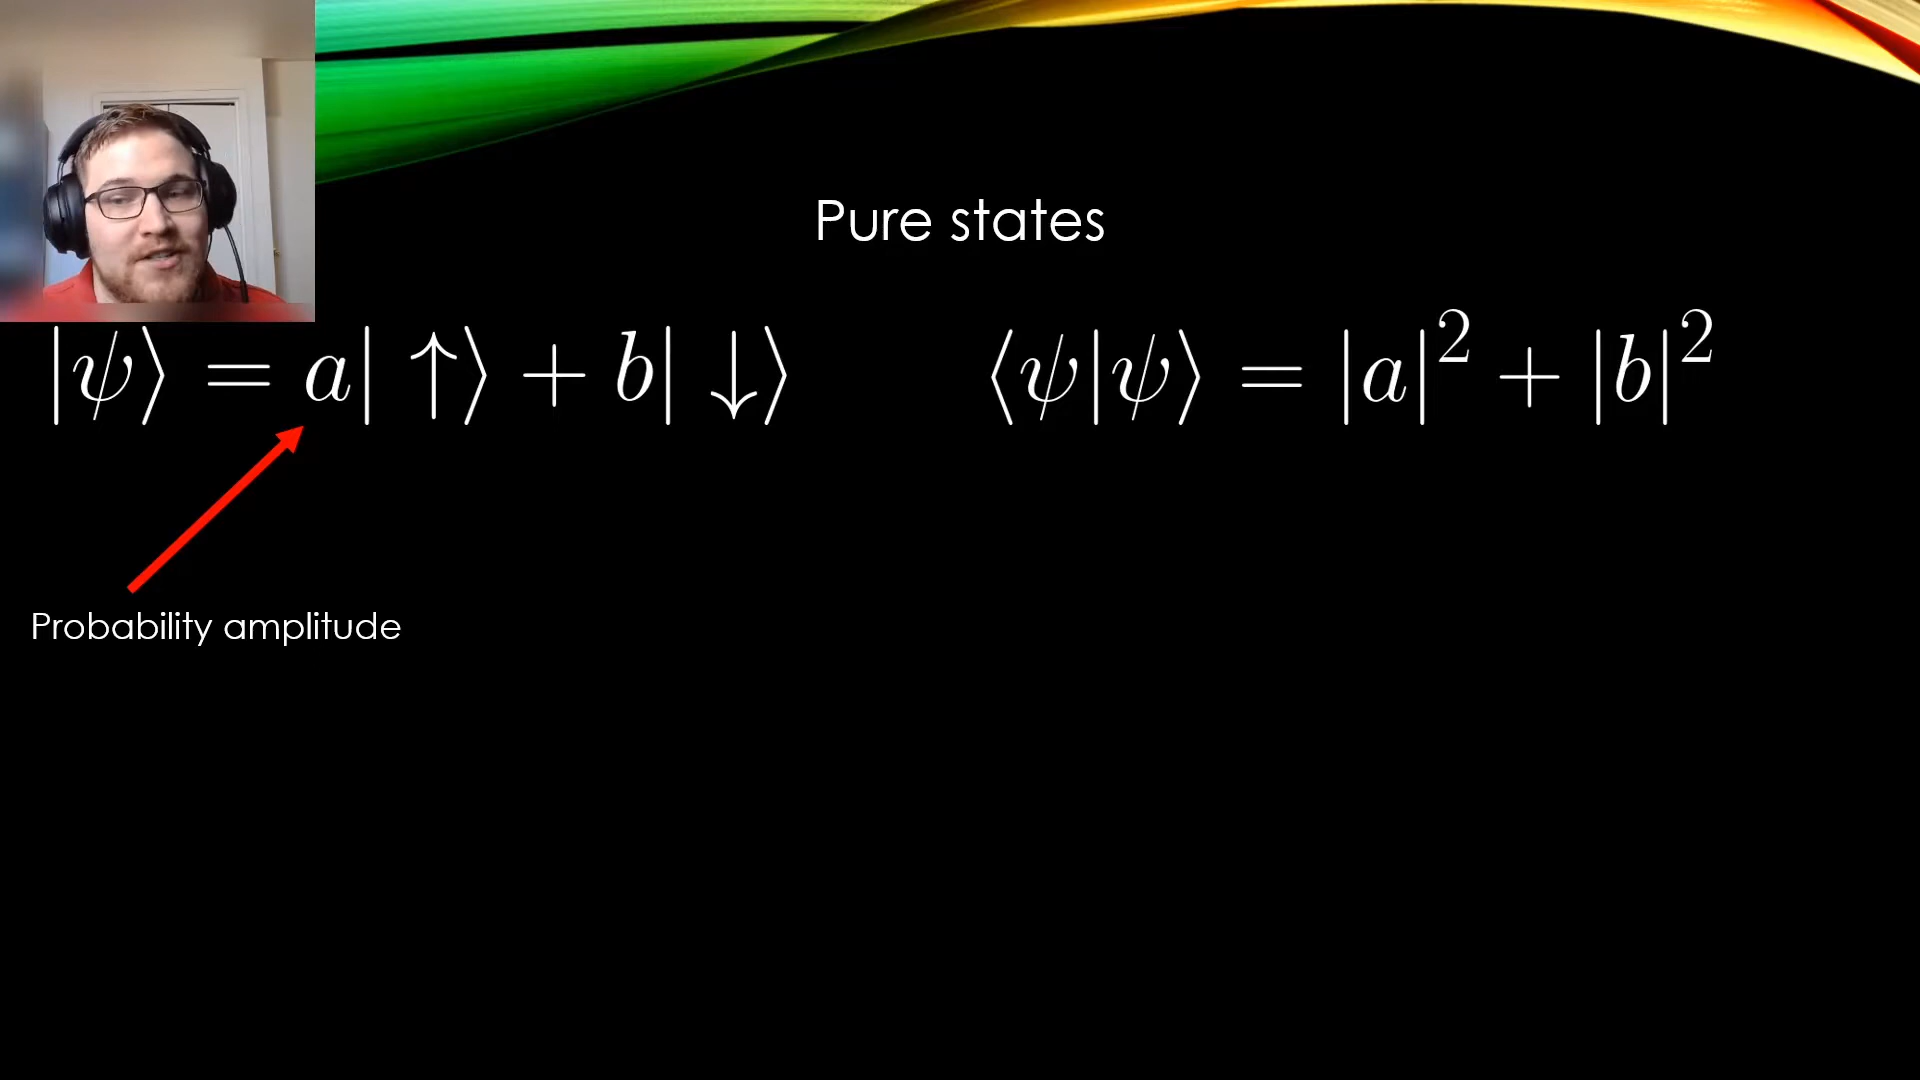 Pure states
|ψ⟩ = a| ↑⟩ + b| ↓⟩
⟨ψ|ψ⟩ = |a|² + |b|²
Probability amplitude